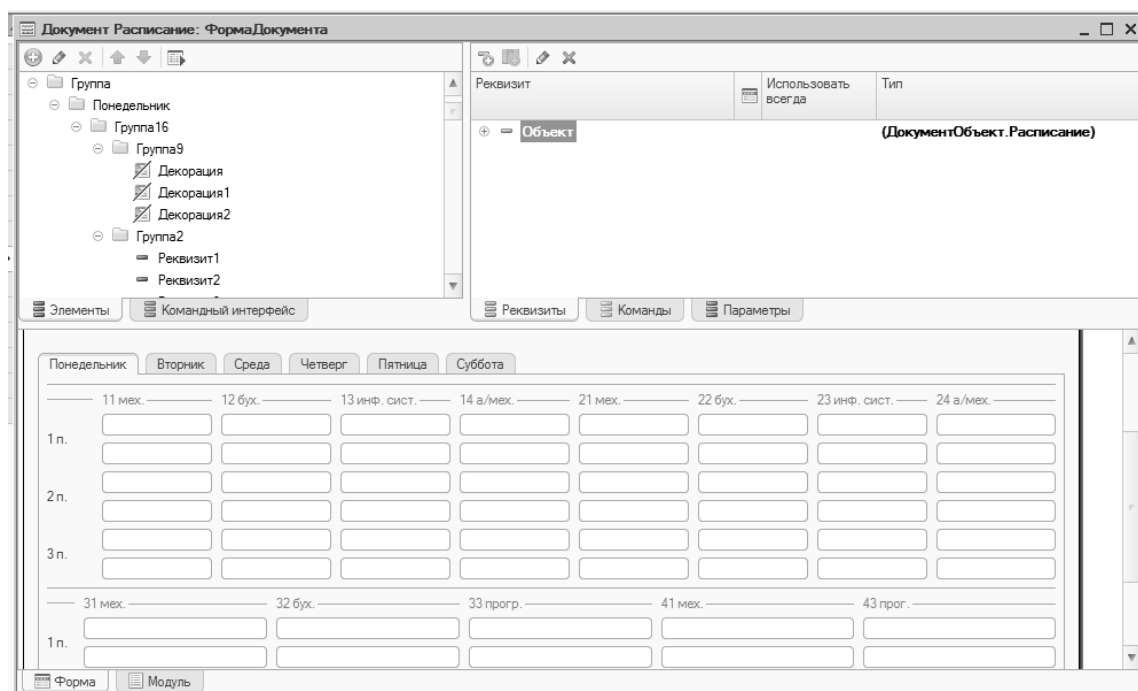 Документ Расписание: ФормаДокумента
Группа
Понедельник
Группа16
Группа9
Декорация
Декорация1
Декорация2
Группа2
Реквизит1
Реквизит2
Элементы Командный интерфейс
Реквизит Использовать всегда Тип
Объект (ДокументОбъект.Расписание)
Реквизиты Команды Параметры
Понедельник Вторник Среда Четверг Пятница Суббота
11 мех. 12 бух. 13 инф. сист. 14 а/мех. 21 мех. 22 бух. 23 инф. сист. 24 а/мех.
1 п.
2 п.
3 п.
31 мех. 32 бух. 33 прогр. 41 мех. 43 прог.
1 п.
Форма Модуль